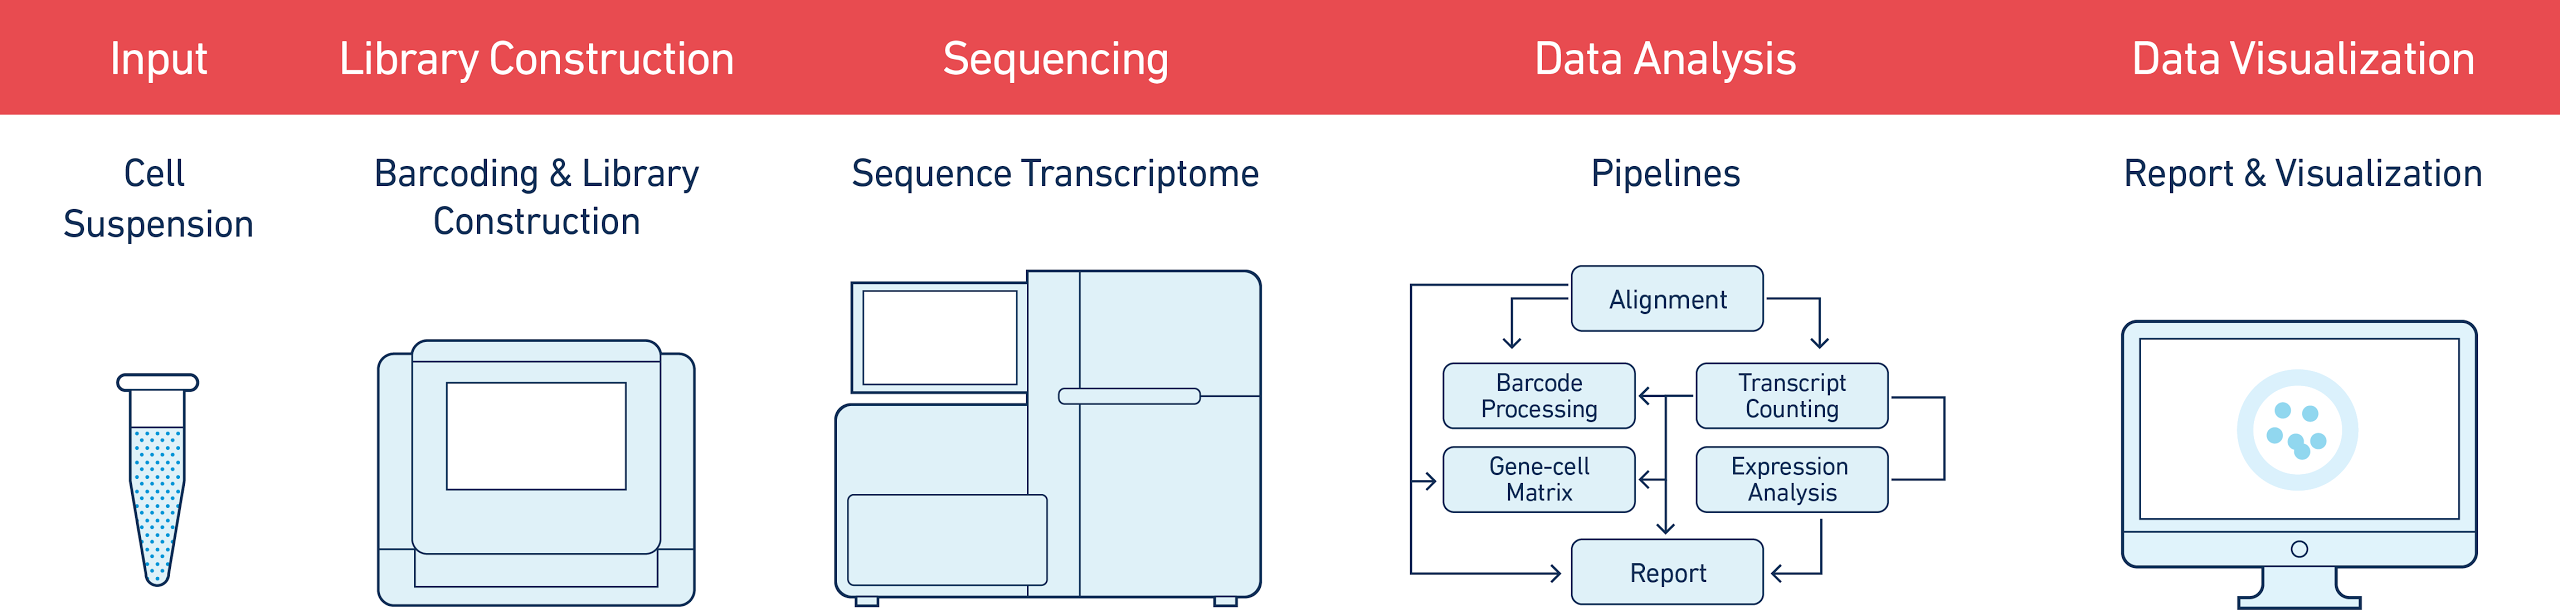 Input
Library Construction
Sequencing
Data Analysis
Data Visualization
Cell
Suspension
Barcoding & Library
Construction
Sequence Transcriptome
Pipelines
Report & Visualization
Alignment
Barcode
Processing
Transcript
Counting
Gene-cell
Matrix
Expression
Analysis
Report